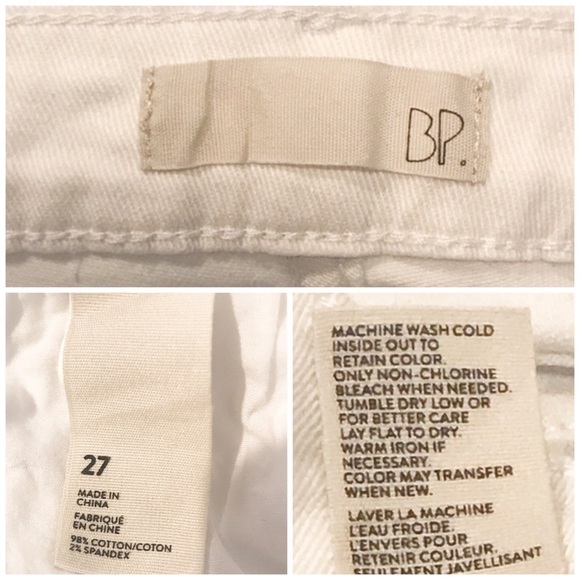 BP.
27
MADE IN
CHINA
FABRIQUÉ
EN CHINE
98% COTTON/COTON
2% SPANDEX
MACHINE WASH COLD
INSIDE OUT TO
RETAIN COLOR.
ONLY NON-CHLORINE
BLEACH WHEN NEEDED.
TUMBLE DRY LOW OR
FOR BETTER CARE
LAY FLAT TO DRY.
WARM IRON IF
NECESSARY.
COLOR MAY TRANSFER
WHEN NEW.
LAVER LA MACHINE
L'EAU FROIDE.
L'ENVERS POUR
RETENIR COULEUR.
SEULEMENT JAVELLISANT